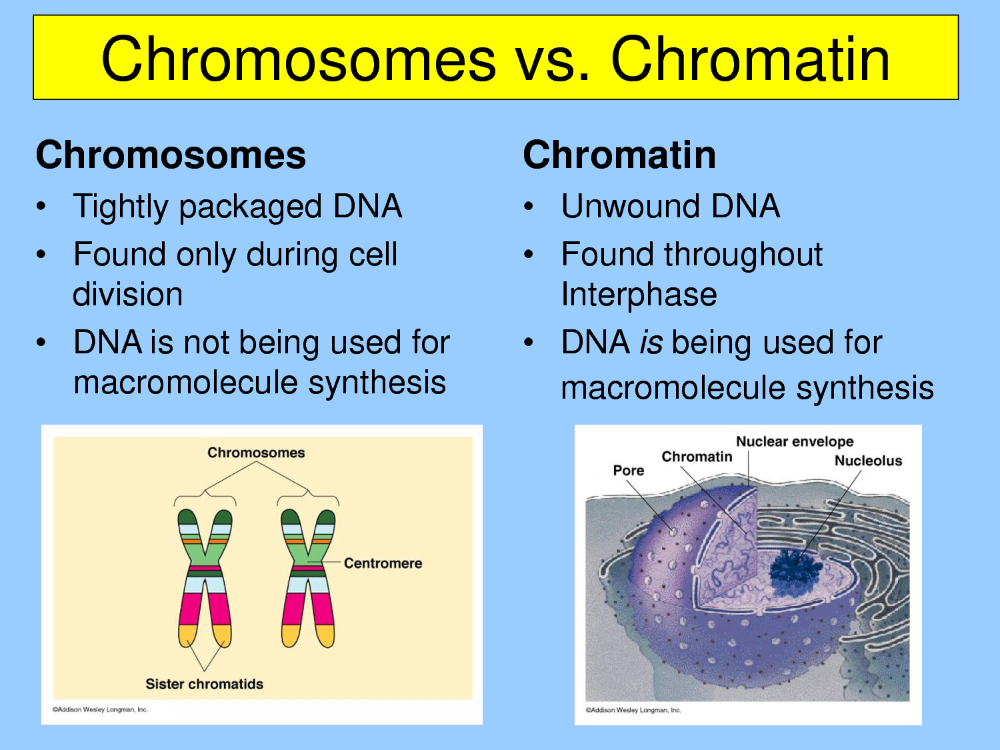 Chromosomes vs. Chromatin
Chromosomes
• Tightly packaged DNA
• Found only during cell
division
• DNA is not being used for
macromolecule synthesis
Chromatin
• Unwound DNA
• Found throughout
Interphase
• DNA is being used for
macromolecule synthesis
Chromosomes
Centromere
Sister chromatids
©Addison Wesley Longman, Inc.
Nuclear envelope
Chromatin
Nucleolus
Pore
©Addison Wesley Longman, Inc.